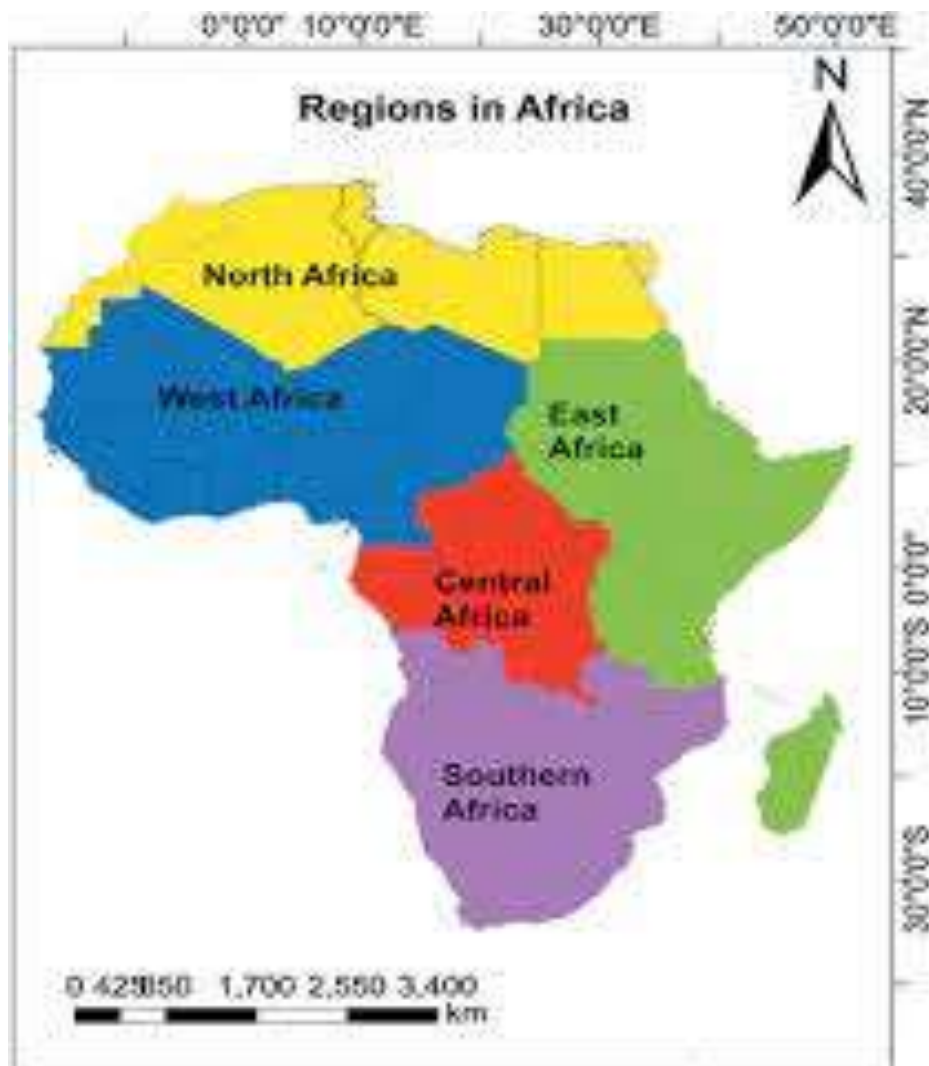 0°0'0" 10°0'0"E 30°0'0"E 50°0'0"E
N
Regions in Africa
40°0'0"N
North Africa
20°0'0"N
West Africa
East
Africa
0°0'0"
Central
Africa
10°0'0"S
Southern
Africa
30°0'0"S
0 425850 1,700 2,550 3,400
km